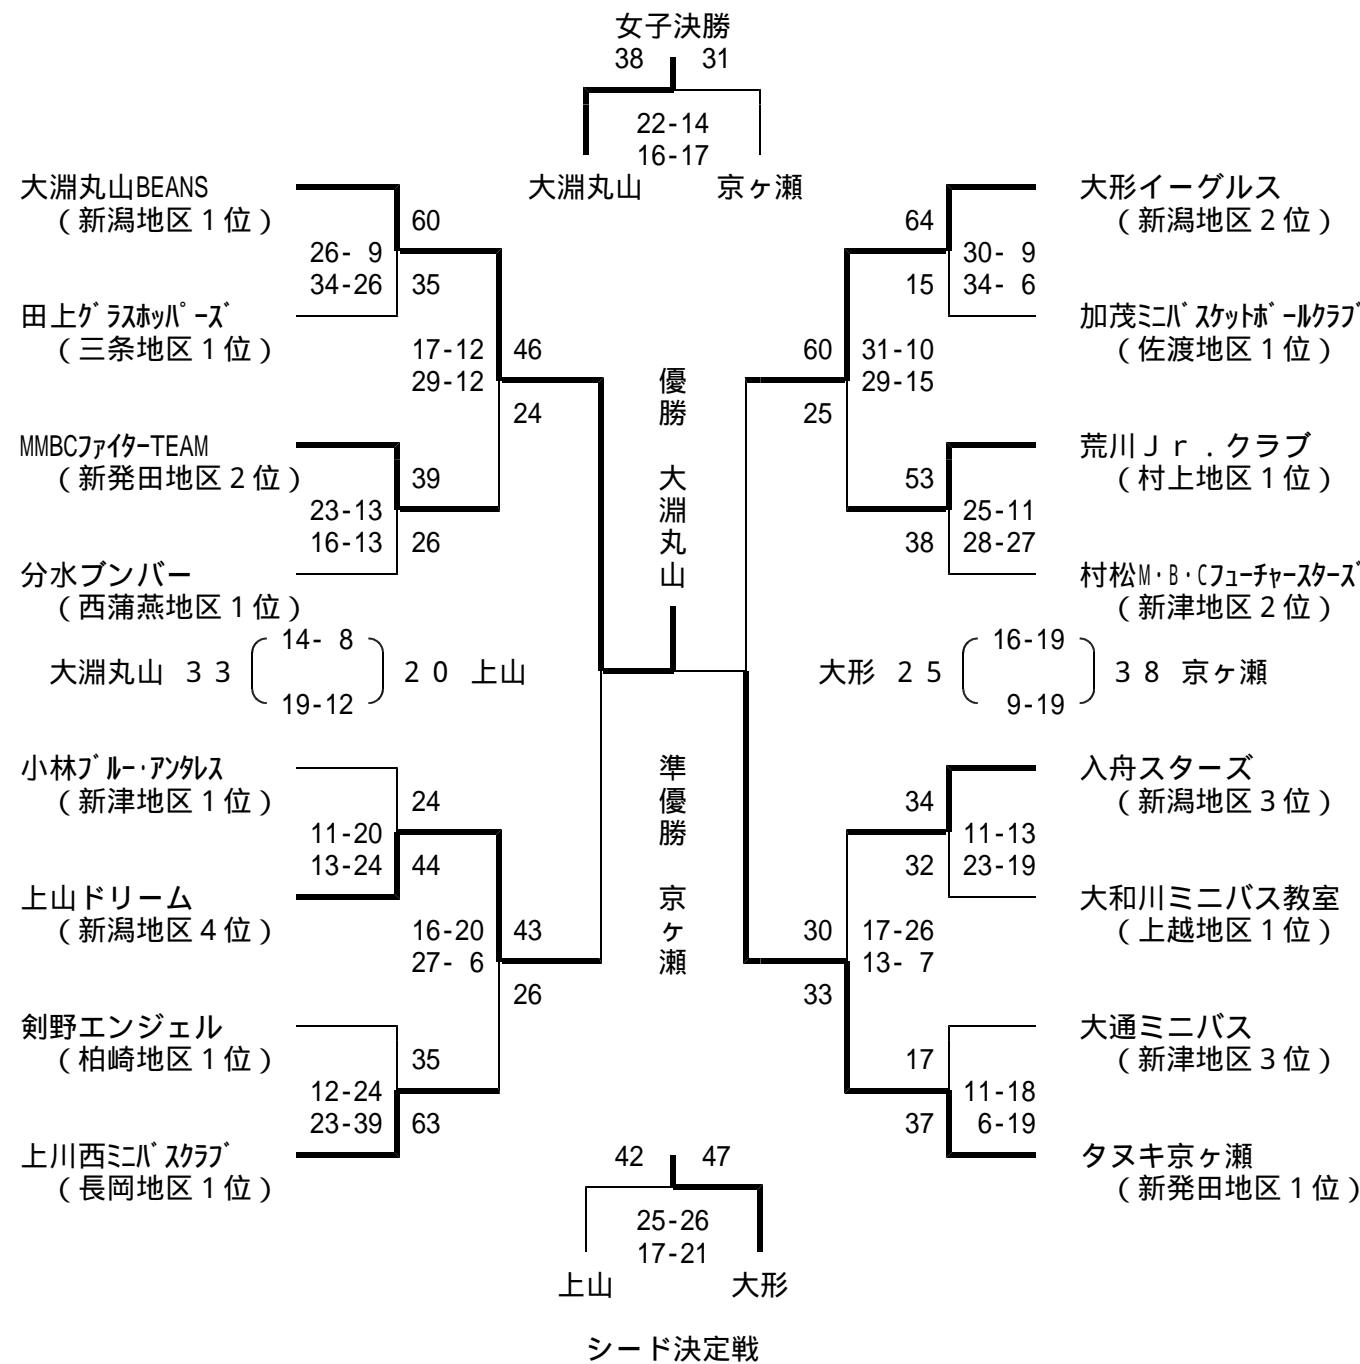 女子決勝
38 31
22-14
16-17
大淵丸山 京ヶ瀬
大淵丸山BEANS
(新潟地区1位)
60
26- 9
34-26
35
田上グラスホッパーズ
(三条地区1位)
17-12
29-12
46
24
MMBCファイターTEAM
(新発田地区2位)
39
23-13
16-13
26
分水ブンバー
(西蒲燕地区1位)
大淵丸山 33
14- 8
19-12
20 上山
小林ブルー・アンタレス
(新津地区1位)
24
11-20
13-24
44
上山ドリーム
(新潟地区4位)
16-20
27- 6
43
26
剣野エンジェル
(柏崎地区1位)
35
12-24
23-39
63
上川西ミニバスクラブ
(長岡地区1位)
優勝 大淵丸山
準優勝 京ヶ瀬
大形イーグルス
(新潟地区2位)
64
30- 9
34- 6
15
加茂ミニバスケットボールクラブ
(佐渡地区1位)
60
31-10
29-15
25
荒川Jr.クラブ
(村上地区1位)
53
25-11
28-27
38
村松M・B・Cフューチャースターズ
(新津地区2位)
大形 25
16-19
9-19
38 京ヶ瀬
入舟スターズ
(新潟地区3位)
34
11-13
23-19
32
大和川ミニバス教室
(上越地区1位)
30
17-26
13- 7
33
大通ミニバス
(新津地区3位)
17
11-18
6-19
37
タヌキ京ヶ瀬
(新発田地区1位)
42 47
25-26
17-21
上山 大形
シード決定戦